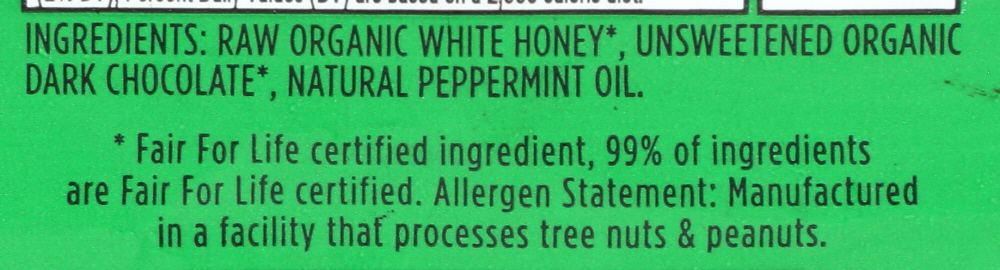 INGREDIENTS: RAW ORGANIC WHITE HONEY*, UNSWEETENED ORGANIC
DARK CHOCOLATE*, NATURAL PEPPERMINT OIL.
* Fair For Life certified ingredient, 99% of ingredients
are Fair For Life certified. Allergen Statement: Manufactured
in a facility that processes tree nuts & peanuts.